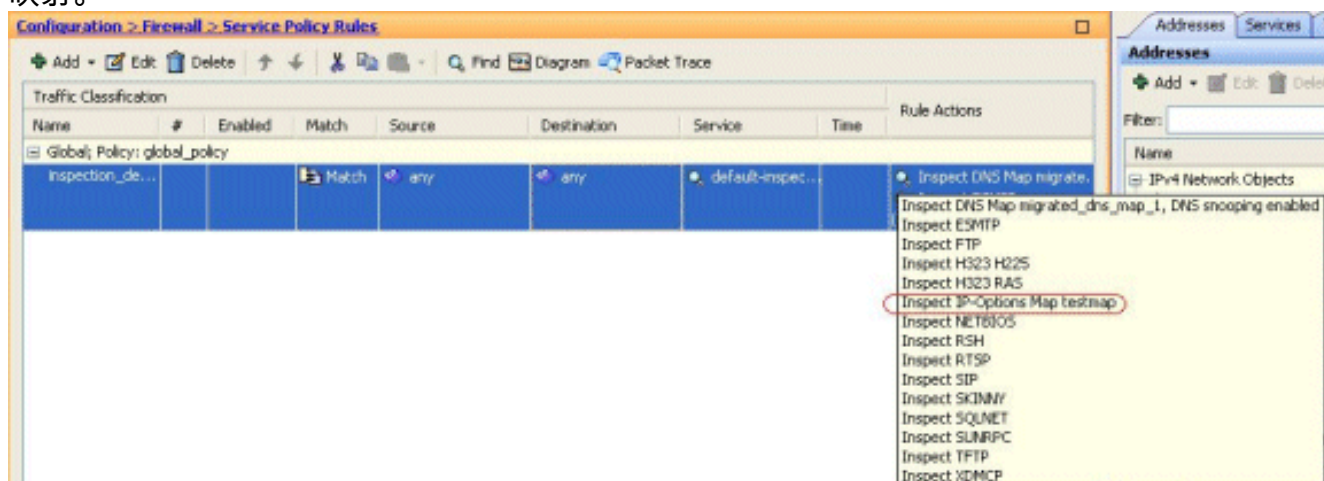 映射。
Configuration > Firewall > Service Policy Rules
Addresses Services
Add Edit Delete Find Diagram Packet Trace
Addresses
Add Edit
Traffic Classification
Rule Actions
Name # Enabled Match Source Destination Service Time
Filter:
Global; Policy: global_policy
Name
inspection_de... Match any any default-inspec... Inspect DNS Map migrate.
IPv4 Network Objects
Inspect DNS Map migrated_dns_map_1, DNS snooping enabled
Inspect ESMTP
Inspect FTP
Inspect H323 H225
Inspect H323 RAS
Inspect IP-Options Map testmap
Inspect NETBIOS
Inspect RSH
Inspect RTSP
Inspect SIP
Inspect SKINNY
Inspect SQLNET
Inspect SUNRPC
Inspect TFTP
Inspect XDMCP